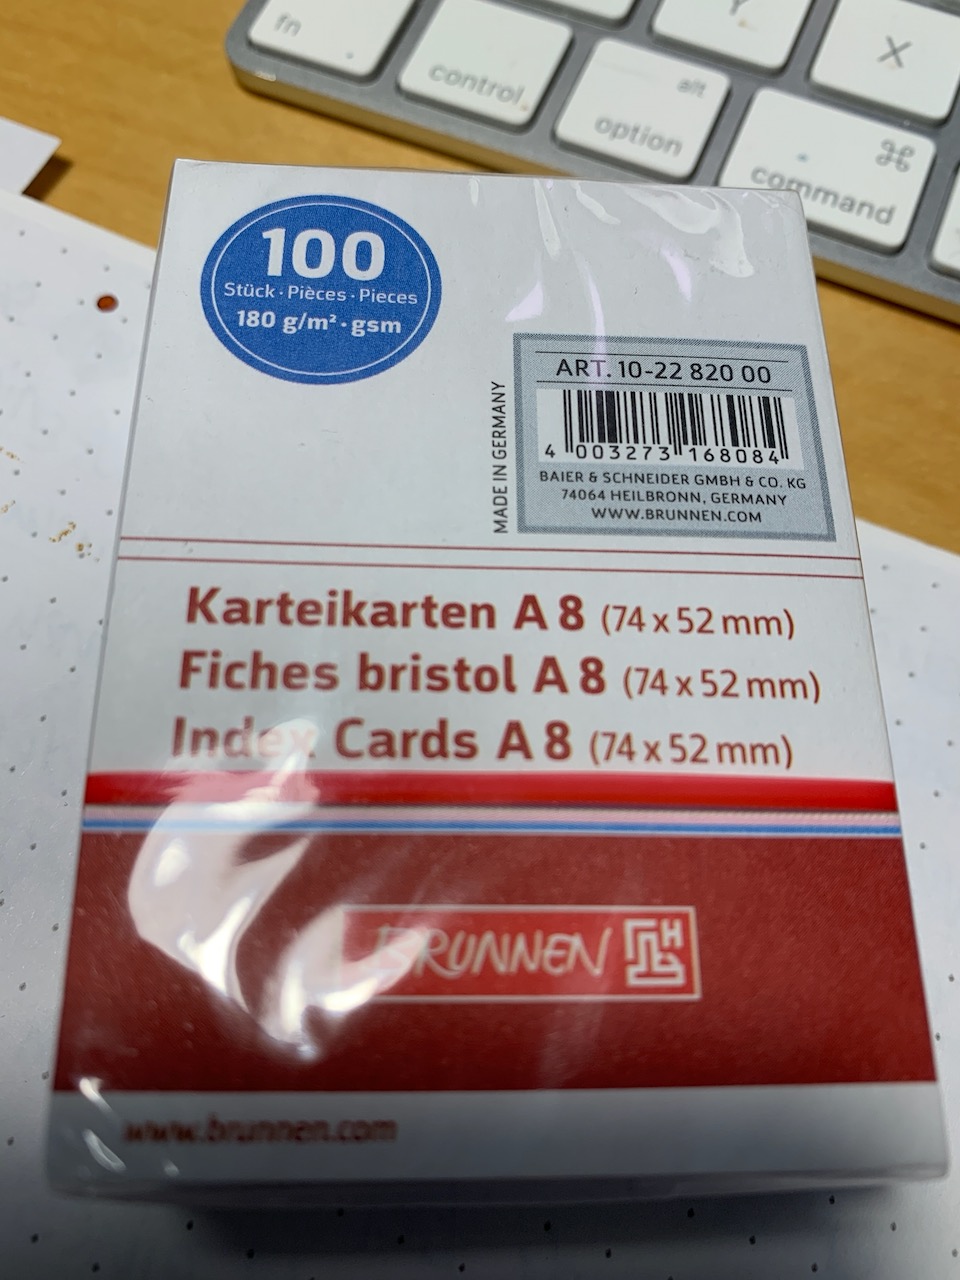 fn
control
alt
option
Y
X
⌘
command
100
Stück · Pièces · Pieces
180 g/m² · gsm
MADE IN GERMANY
ART. 10-22 820 00
4 003273 168084
BAIER & SCHNEIDER GMBH & CO. KG
74064 HEILBRONN, GERMANY
WWW.BRUNNEN.COM
Karteikarten A 8 (74 x 52 mm)
Fiches bristol A 8 (74 x 52 mm)
Index Cards A 8 (74 x 52 mm)
BRUNNEN
www.brunnen.com